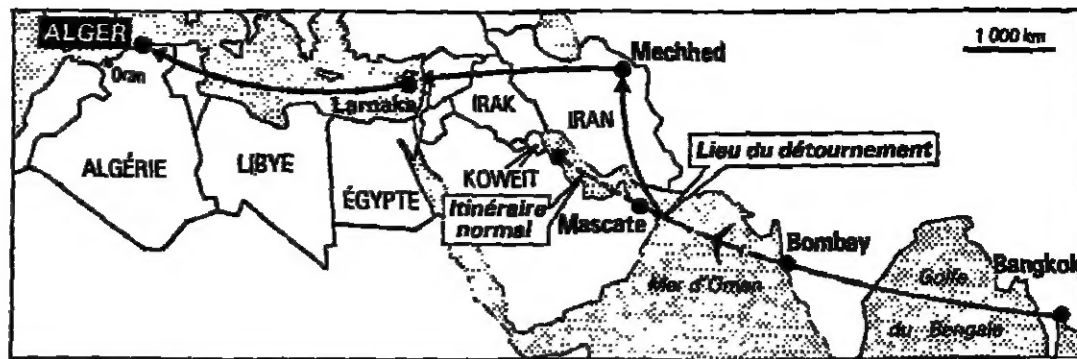 ALGER
1 000 km
Oran
Mechhed
Larnaka
IRAK
IRAN
Lieu du détournement
ALGÉRIE
LIBYE
ÉGYPTE
KOWEIT
Itinéraire
normal
Mascate
Bombay
Bangkok
Mer d'Oman
Golfe
du Bengale